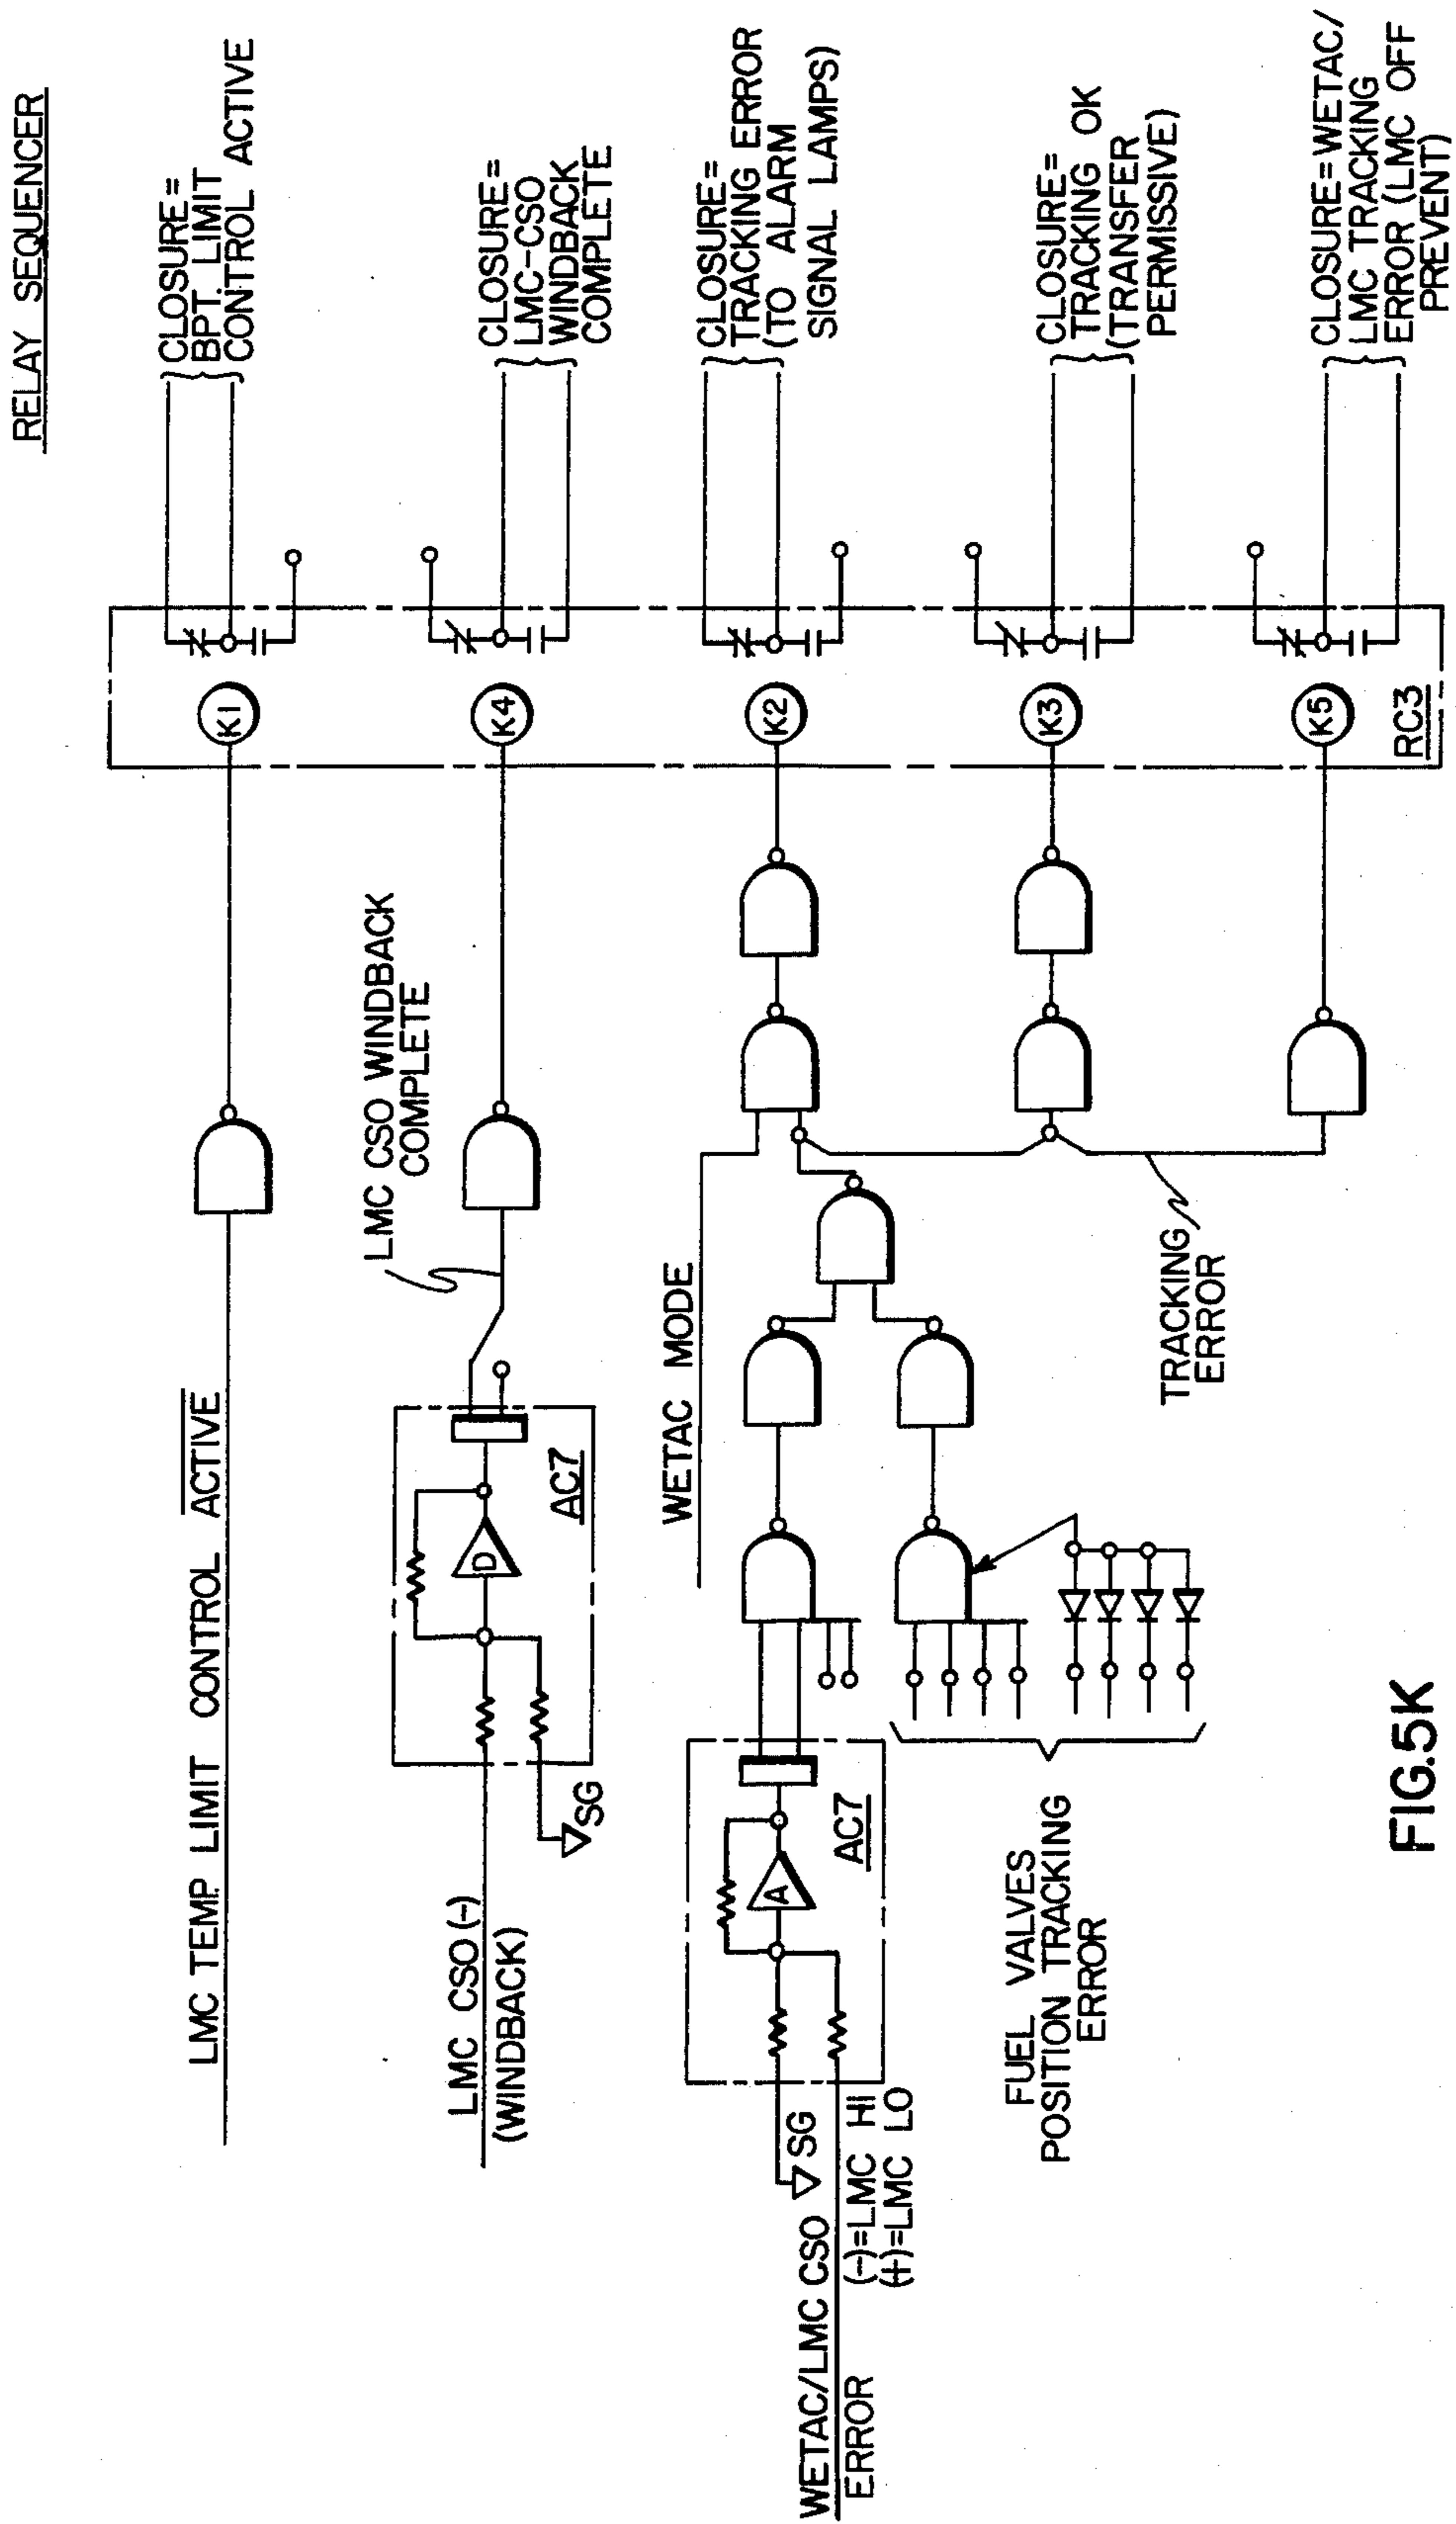 RELAY SEQUENCER
LMC TEMP. LIMIT CONTROL ACTIVE
K1
CLOSURE=
BPT. LIMIT
CONTROL ACTIVE
LMC CSO (-)
(WINDBACK)
SG
D
AC7
LMC CSO WINDBACK
COMPLETE
K4
CLOSURE=
LMC-CSO
WINDBACK
COMPLETE
WETAC MODE
WETAC/LMC CSO
ERROR
(-)=LMC HI
(+)=LMC LO
SG
A
AC7
K2
CLOSURE=
TRACKING ERROR
(TO ALARM
SIGNAL LAMPS)
FUEL VALVES
POSITION TRACKING
ERROR
K3
CLOSURE=
TRACKING OK
(TRANSFER
PERMISSIVE)
TRACKING
ERROR
K5
CLOSURE=WETAC/
LMC TRACKING
ERROR (LMC OFF
PREVENT)
RC3
FIG.5K